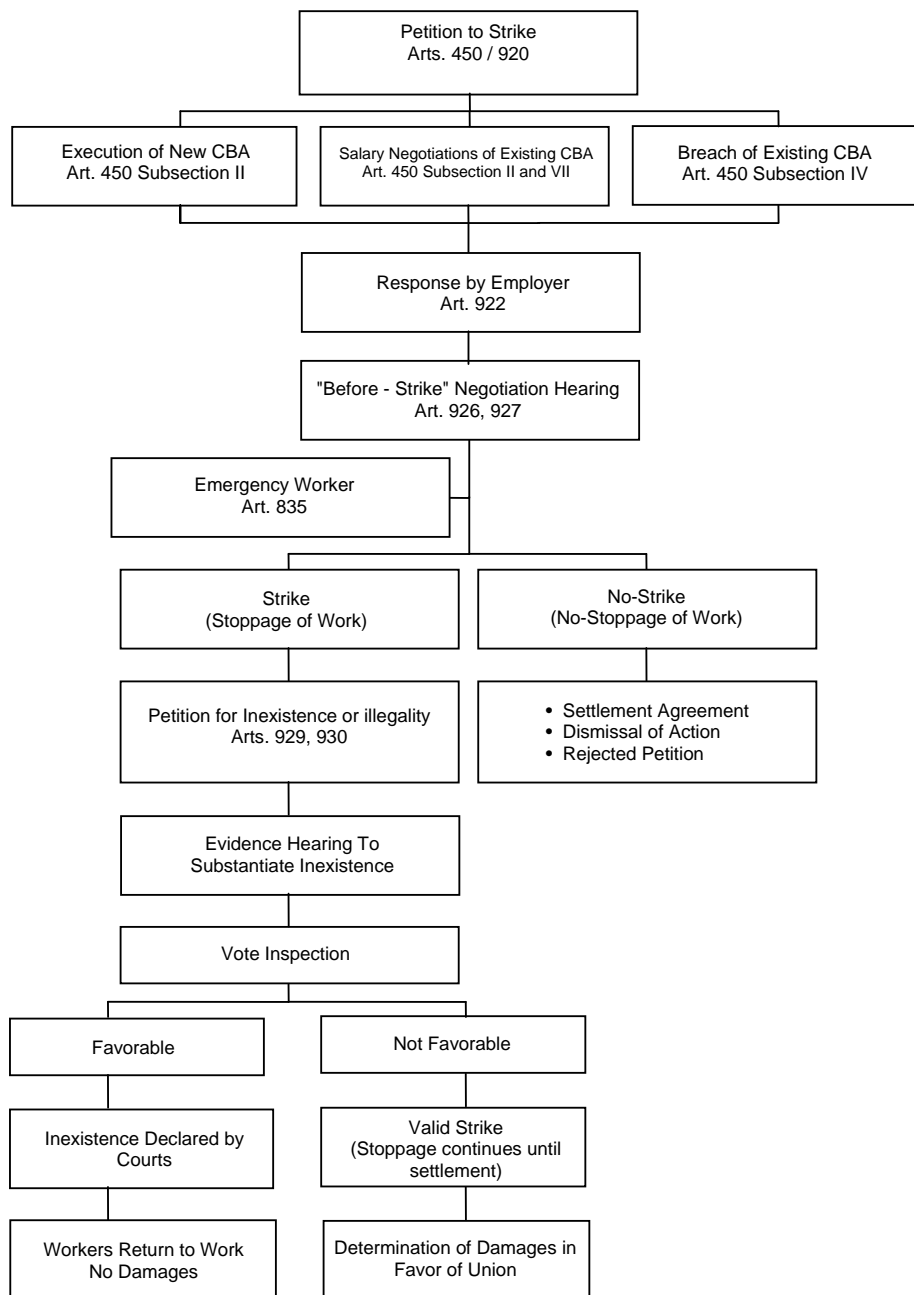 Petition to Strike
Arts. 450 / 920
Execution of New CBA
Art. 450 Subsection II
Salary Negotiations of Existing CBA
Art. 450 Subsection II and VII
Breach of Existing CBA
Art. 450 Subsection IV
Response by Employer
Art. 922
"Before - Strike" Negotiation Hearing
Art. 926, 927
Emergency Worker
Art. 835
Strike
(Stoppage of Work)
No-Strike
(No-Stoppage of Work)
Petition for Inexistence or illegality
Arts. 929, 930
• Settlement Agreement
• Dismissal of Action
• Rejected Petition
Evidence Hearing To
Substantiate Inexistence
Vote Inspection
Favorable
Not Favorable
Inexistence Declared by
Courts
Valid Strike
(Stoppage continues until
settlement)
Workers Return to Work
No Damages
Determination of Damages in
Favor of Union